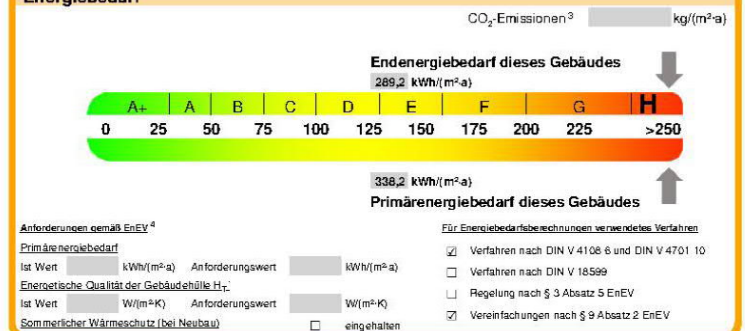 Energiebedarf
CO₂-Emissionen ³ kg/(m²·a)
Endenergiebedarf dieses Gebäudes
289,2 kWh/(m²·a)
A+ A B C D E F G H
0 25 50 75 100 125 150 175 200 225 >250
338,2 kWh/(m²·a)
Primärenergiebedarf dieses Gebäudes
Anforderungen gemäß EnEV ⁴
Primärenergiebedarf
Ist Wert kWh/(m²·a) Anforderungswert kWh/(m²·a)
Energetische Qualität der Gebäudehülle H_T'
Ist Wert W/(m²·K) Anforderungswert W/(m²·K)
Sommerlicher Wärmeschutz (bei Neubau) ☐ eingehalten
Für Energiebedarfsberechnungen verwendetes Verfahren
☑ Verfahren nach DIN V 4108 6 und DIN V 4701 10
☐ Verfahren nach DIN V 18599
☐ Regelung nach § 3 Absatz 5 EnEV
☑ Vereinfachungen nach § 9 Absatz 2 EnEV